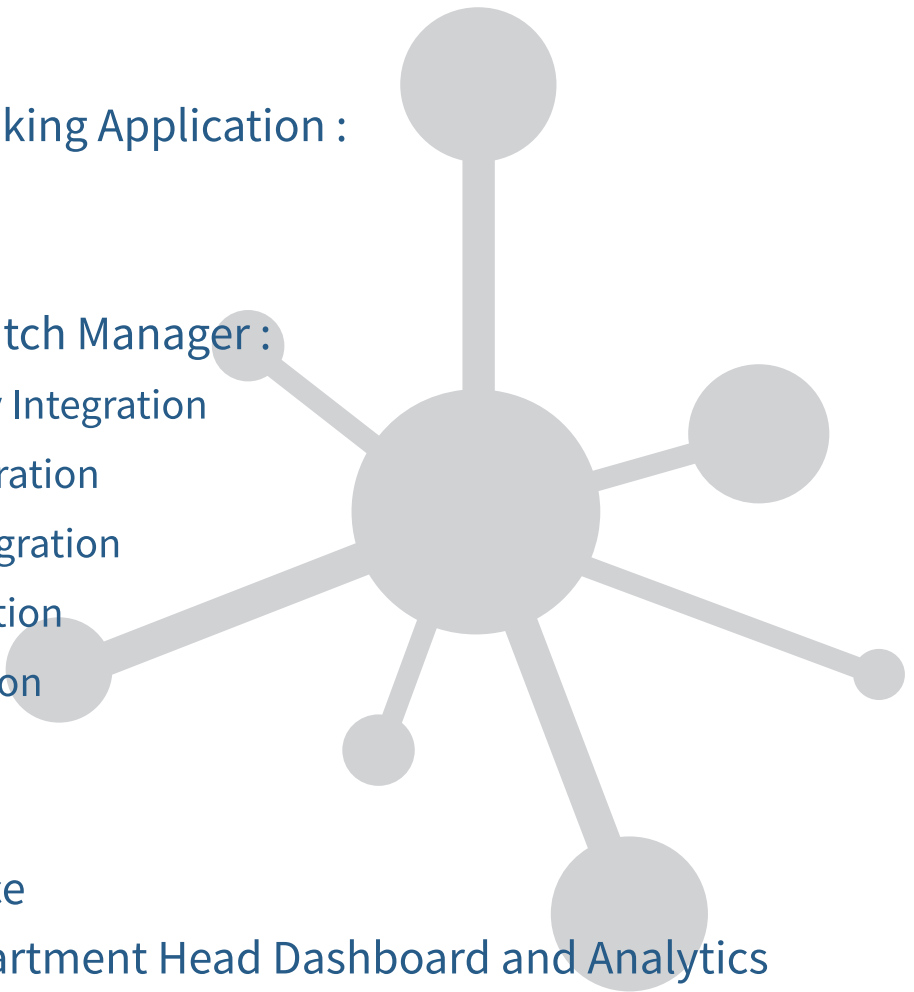 king Application :
tch Manager :
Integration
ration
gration
tion
on
e
artment Head Dashboard and Analytics